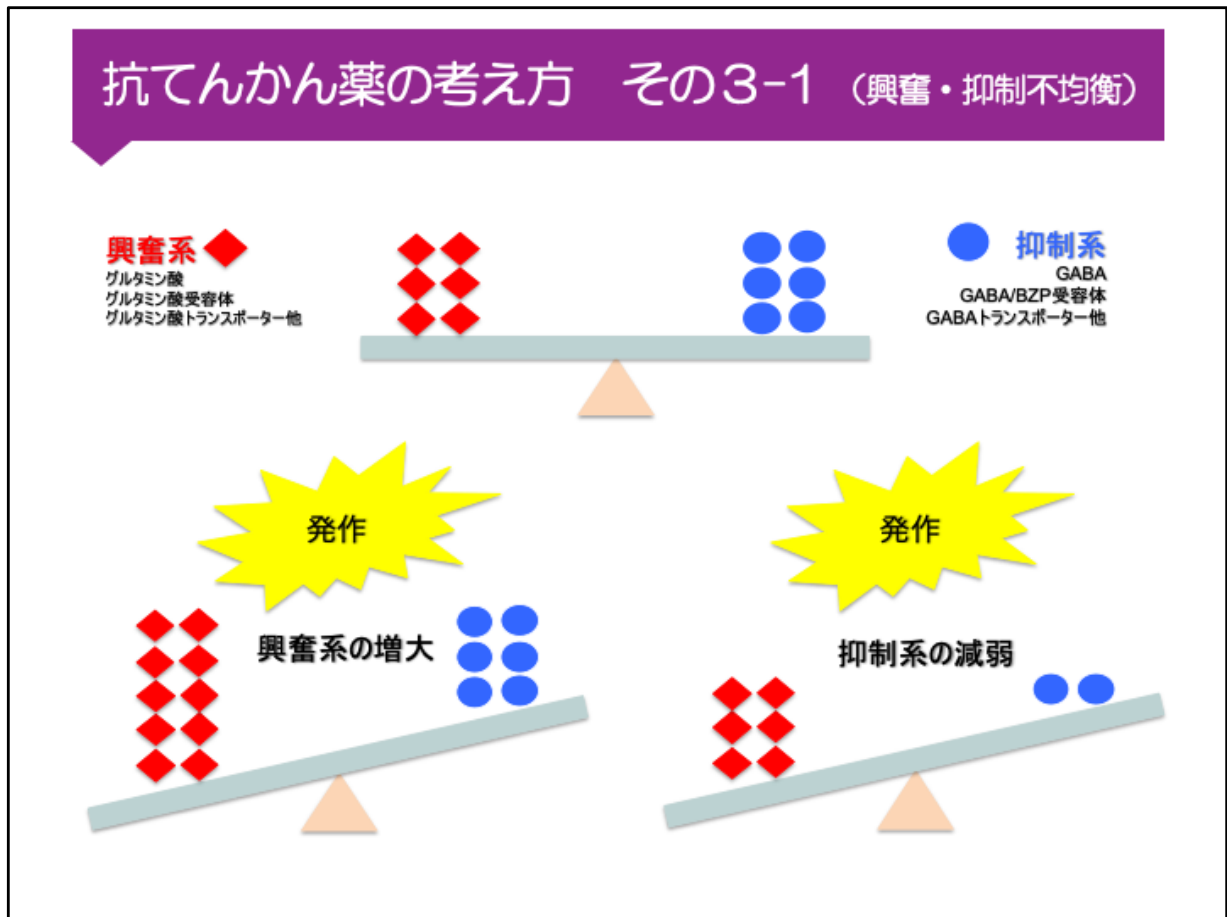 抗てんかん薬の考え方 その3-1 (興奮・抑制不均衡)
興奮系
グルタミン酸
グルタミン酸受容体
グルタミン酸トランスポーター他
抑制系
GABA
GABA/BZP受容体
GABAトランスポーター他
発作
興奮系の増大
発作
抑制系の減弱